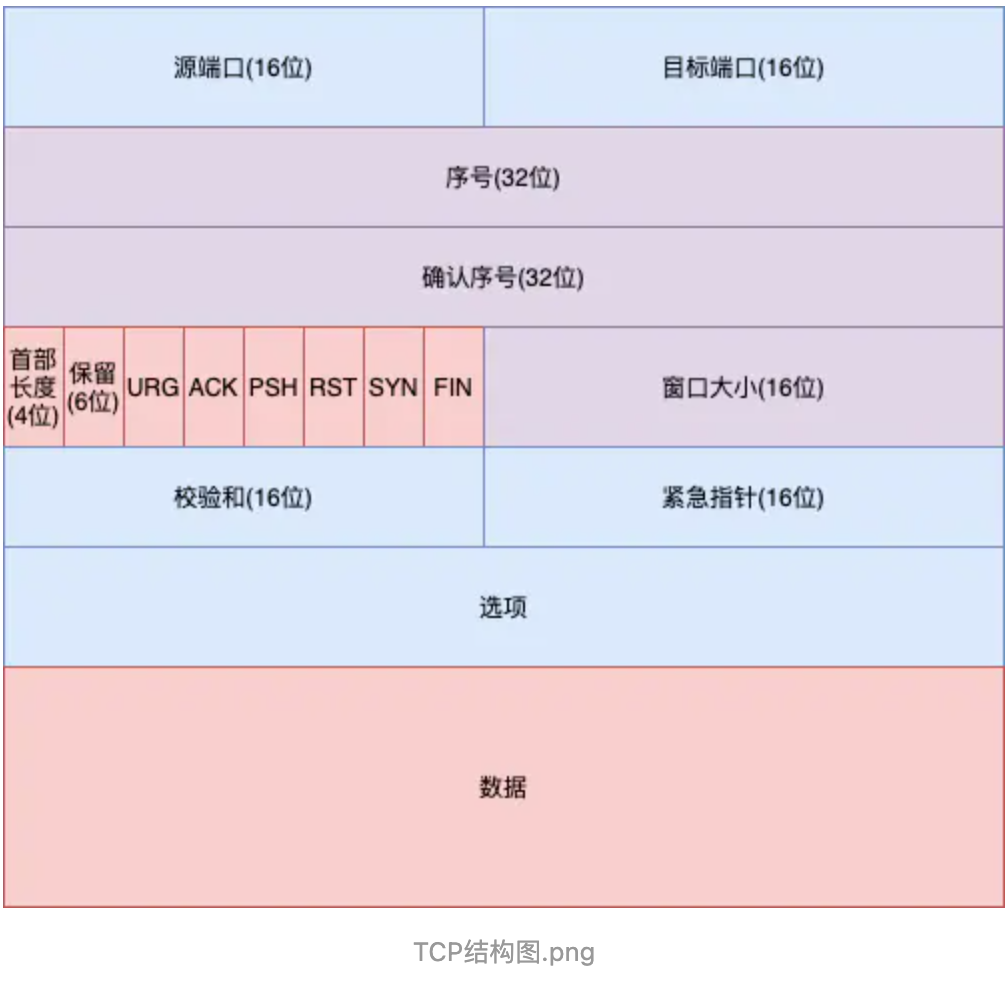 源端口(16位)
目标端口(16位)
序号(32位)
确认序号(32位)
首部
长度
(4位)
保留
(6位)
URG
ACK
PSH
RST
SYN
FIN
窗口大小(16位)
校验和(16位)
紧急指针(16位)
选项
数据
TCP结构图.png